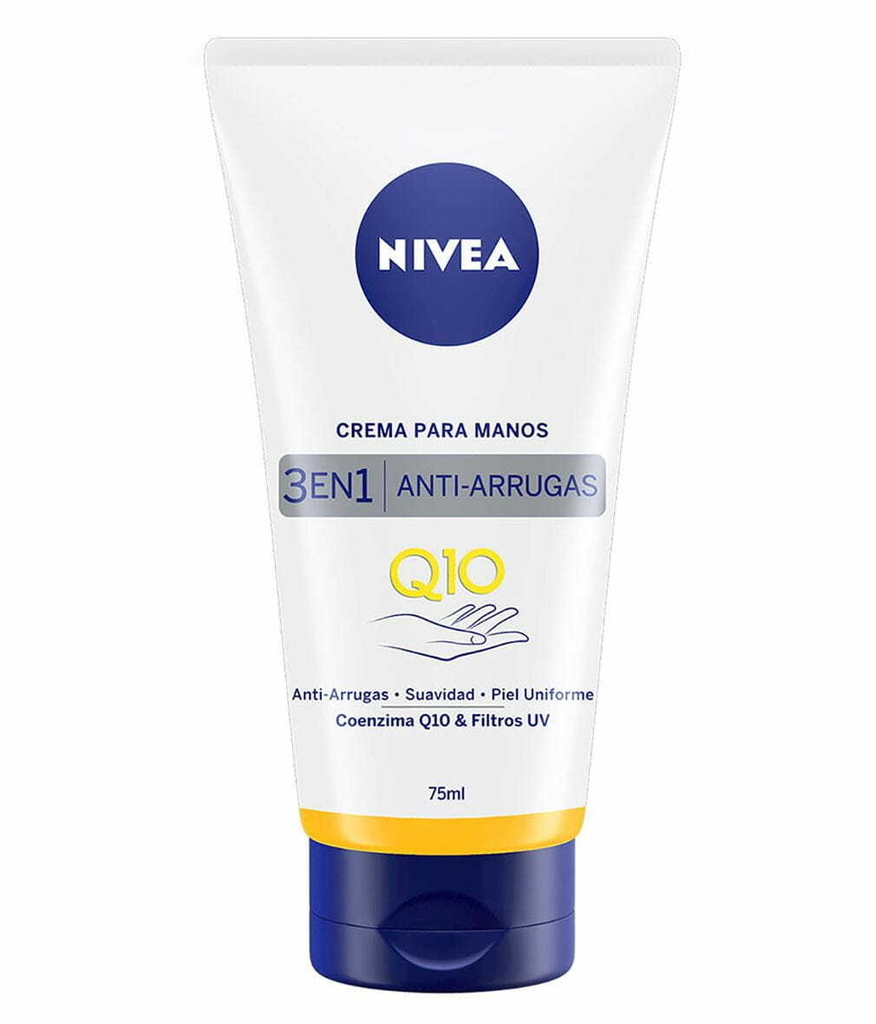 NIVEA
CREMA PARA MANOS
3EN1 | ANTI-ARRUGAS
Q10
Anti-Arrugas • Suavidad • Piel Uniforme
Coenzima Q10 & Filtros UV
75ml